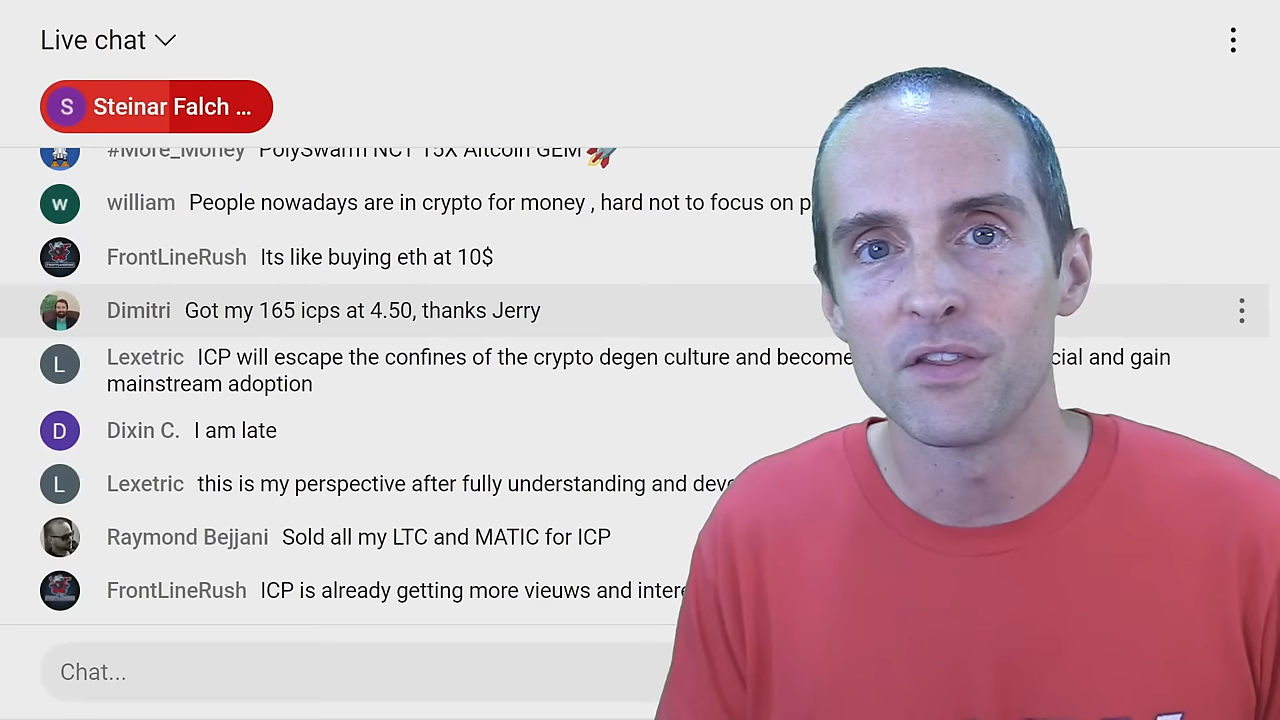 Live chat
S Steinar Falch ...
#More_Money PolySwarm NCT 15X Altcoin GEM
w william People nowadays are in crypto for money , hard not to focus on
FrontLineRush Its like buying eth at 10$
Dimitri Got my 165 icps at 4.50, thanks Jerry
L Lexetric ICP will escape the confines of the crypto degen culture and become and gain
mainstream adoption
D Dixin C. I am late
L Lexetric this is my perspective after fully understanding and
Raymond Bejjani Sold all my LTC and MATIC for ICP
FrontLineRush ICP is already getting more vieuws and
Chat...